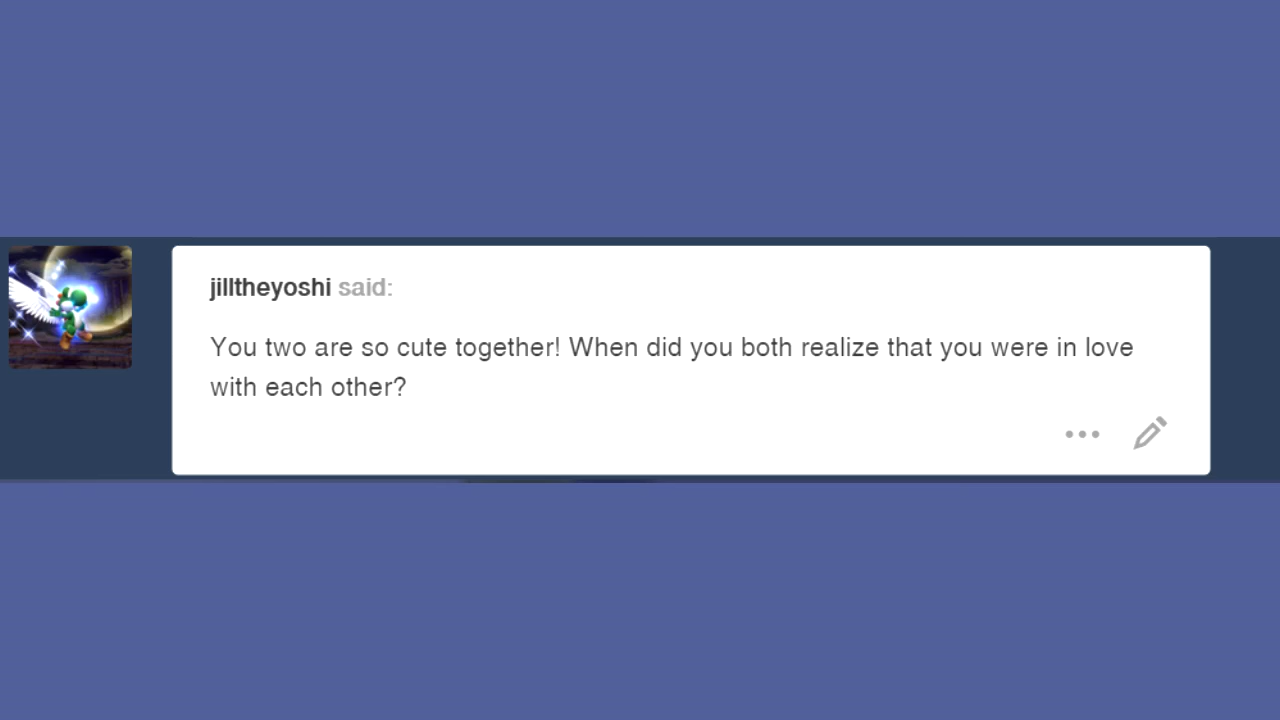 jilltheyoshi said:
You two are so cute together! When did you both realize that you were in love
with each other?